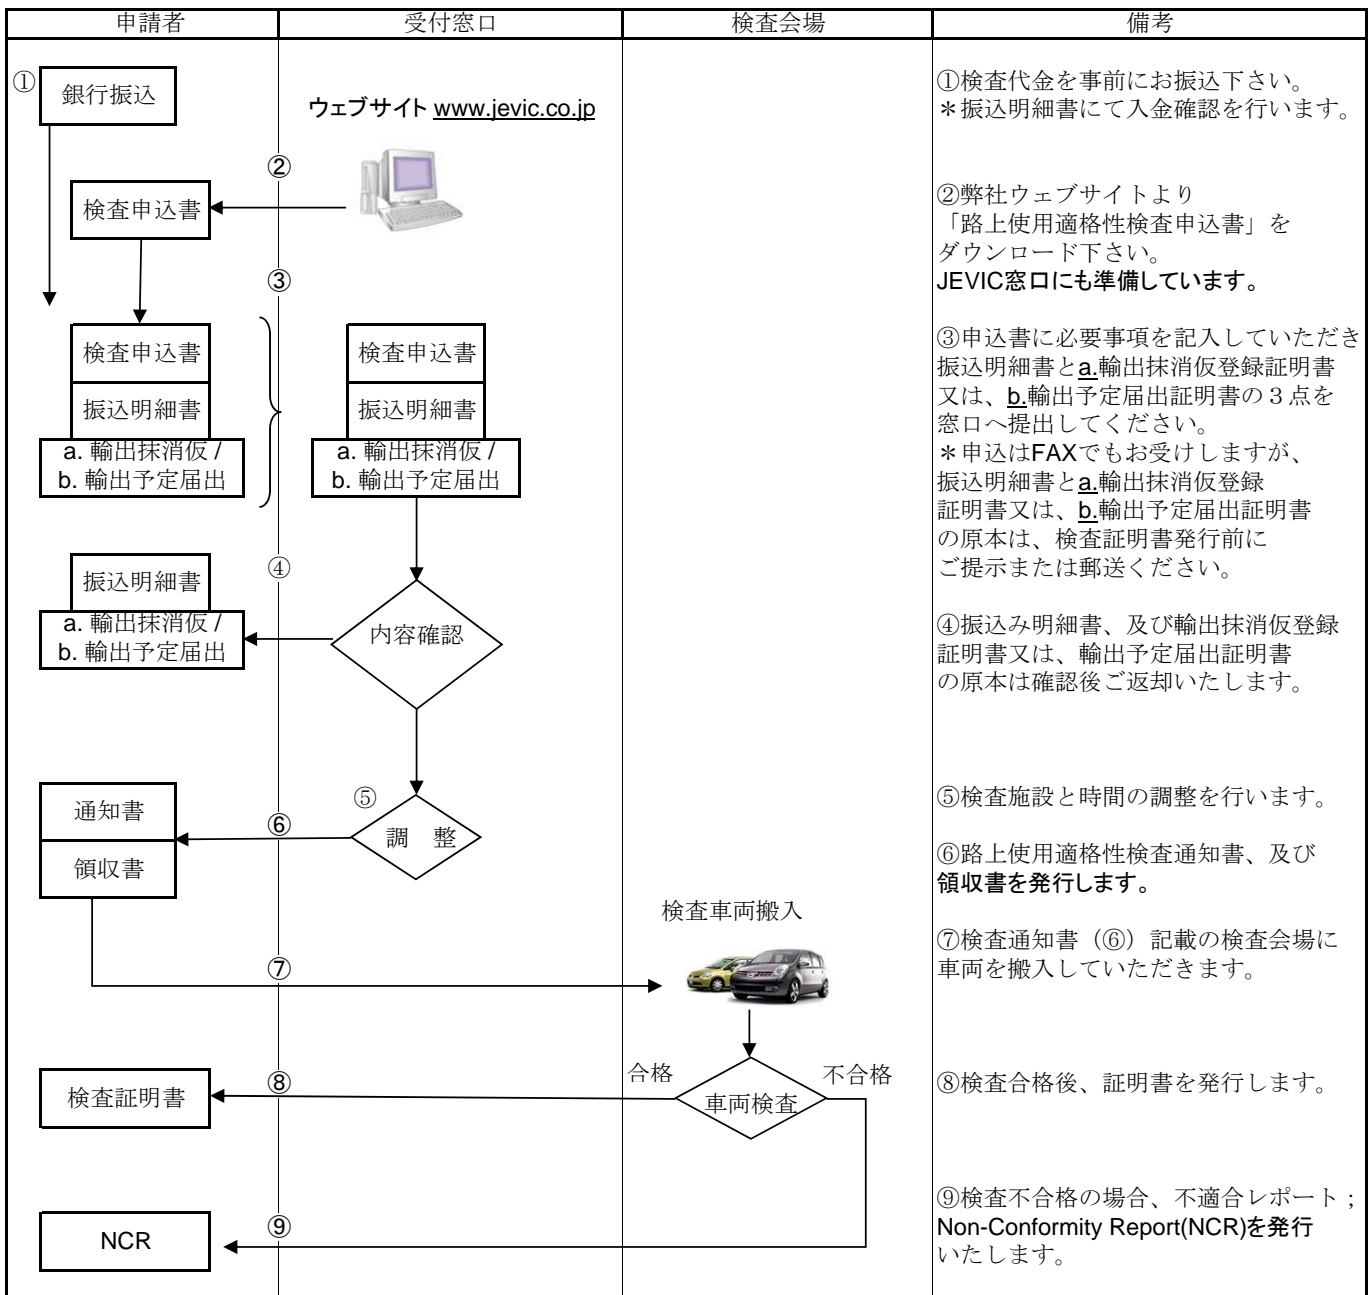 申請者
受付窓口
検査会場
備考
①
銀行振込
ウェブサイト www.jevic.co.jp
①検査代金を事前にお振込下さい。
＊振込明細書にて入金確認を行います。
②
検査申込書
②弊社ウェブサイトより
「路上使用適格性検査申込書」を
ダウンロード下さい。
JEVIC窓口にも準備しています。
③
検査申込書
振込明細書
a. 輸出抹消仮 /
b. 輸出予定届出
検査申込書
振込明細書
a. 輸出抹消仮 /
b. 輸出予定届出
③申込書に必要事項を記入していただき
振込明細書とa.輸出抹消仮登録証明書
又は、b.輸出予定届出証明書の３点を
窓口へ提出してください。
＊申込はFAXでもお受けしますが、
振込明細書とa.輸出抹消仮登録
証明書又は、b.輸出予定届出証明書
の原本は、検査証明書発行前に
ご提示または郵送ください。
④
振込明細書
a. 輸出抹消仮 /
b. 輸出予定届出
内容確認
④振込み明細書、及び輸出抹消仮登録
証明書又は、輸出予定届出証明書
の原本は確認後ご返却いたします。
⑤
調　整
⑤検査施設と時間の調整を行います。
⑥
通知書
領収書
⑥路上使用適格性検査通知書、及び
領収書を発行します。
検査車両搬入
⑦
⑦検査通知書（⑥）記載の検査会場に
車両を搬入していただきます。
合格
不合格
車両検査
⑧
検査証明書
⑧検査合格後、証明書を発行します。
⑨
NCR
⑨検査不合格の場合、不適合レポート；
Non-Conformity Report(NCR)を発行
いたします。